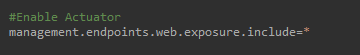 #Enable Actuator
management.endpoints.web.exposure.include=*